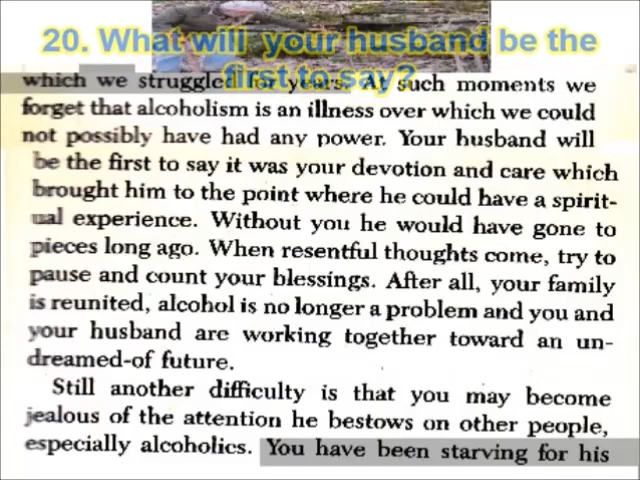 20. What will your husband be the
first to say?
which we struggled for years. At such moments we
forget that alcoholism is an illness over which we could
not possibly have had any power. Your husband will
be the first to say it was your devotion and care which
brought him to the point where he could have a spirit-
ual experience. Without you he would have gone to
pieces long ago. When resentful thoughts come, try to
pause and count your blessings. After all, your family
is reunited, alcohol is no longer a problem and you and
your husband are working together toward an un-
dreamed-of future.
Still another difficulty is that you may become
jealous of the attention he bestows on other people,
especially alcoholics. You have been starving for his